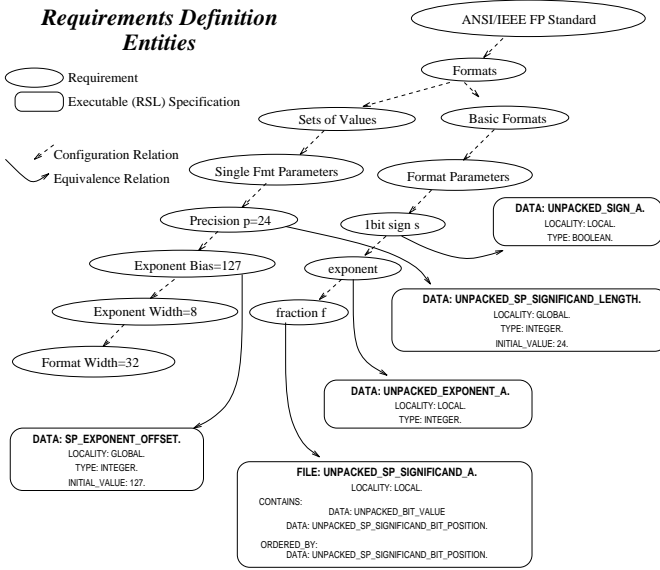 Requirements Definition
Entities
Requirement
Executable (RSL) Specification
Configuration Relation
Equivalence Relation
ANSI/IEEE FP Standard
Formats
Sets of Values
Basic Formats
Single Fmt Parameters
Format Parameters
Precision p=24
1bit sign s
Exponent Bias=127
exponent
Exponent Width=8
fraction f
Format Width=32
DATA: UNPACKED_SIGN_A.
LOCALITY: LOCAL.
TYPE: BOOLEAN.
DATA: UNPACKED_SP_SIGNIFICAND_LENGTH.
LOCALITY: GLOBAL.
TYPE: INTEGER.
INITIAL_VALUE: 24.
DATA: UNPACKED_EXPONENT_A.
LOCALITY: LOCAL.
TYPE: INTEGER.
DATA: SP_EXPONENT_OFFSET.
LOCALITY: GLOBAL.
TYPE: INTEGER.
INITIAL_VALUE: 127.
FILE: UNPACKED_SP_SIGNIFICAND_A.
LOCALITY: LOCAL.
CONTAINS:
DATA: UNPACKED_BIT_VALUE
DATA: UNPACKED_SP_SIGNIFICAND_BIT_POSITION.
ORDERED_BY:
DATA: UNPACKED_SP_SIGNIFICAND_BIT_POSITION.